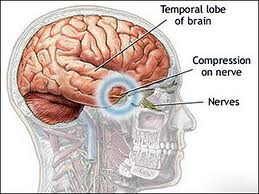 Temporal lobe
of brain
Compression
on nerve
Nerves